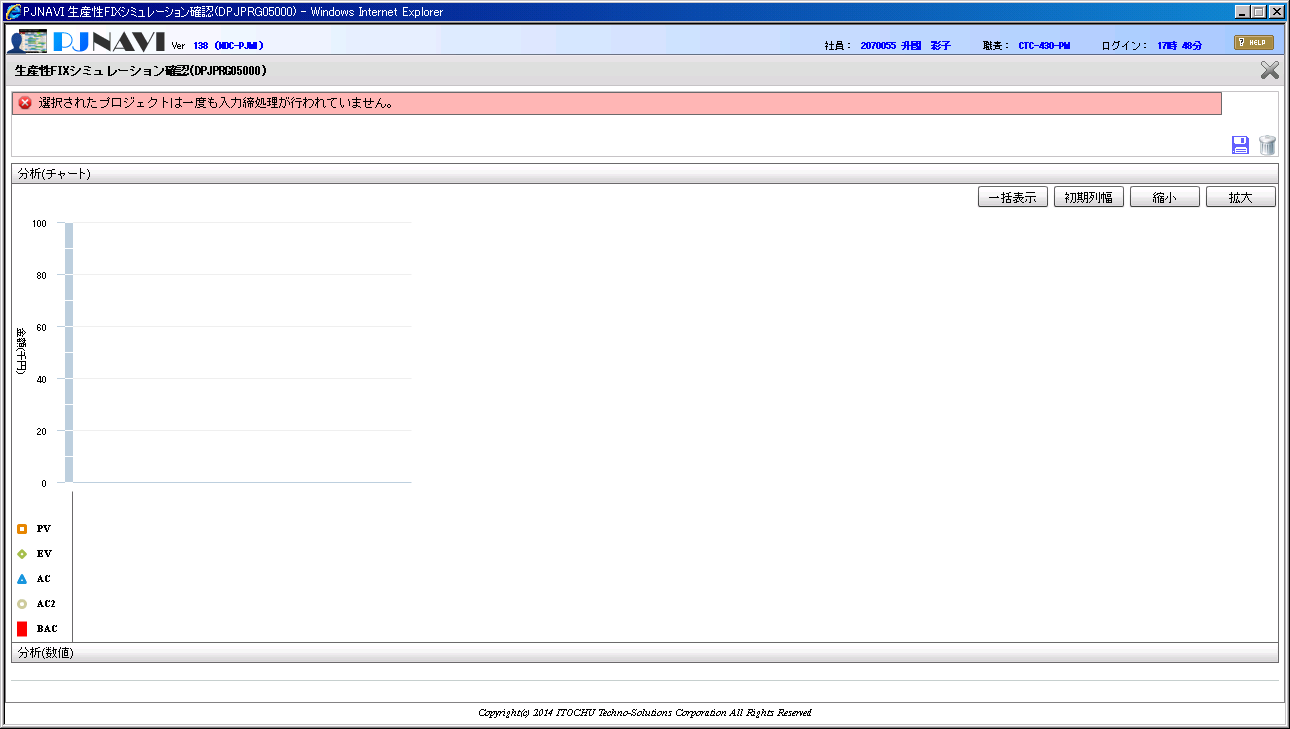 PJNAVI 生産性FIXシミュレーション確認(DPJPRG05000) - Windows Internet Explorer
PJNAVI Ver 138 (NDC-PJMI) 社員： 2070055 升國 彩子 職責： CTC-430-PM ログイン： 17時 48分 ? HELP
生産性FIXシミュレーション確認(DPJPRG05000)
選択されたプロジェクトは一度も入力締処理が行われていません。
分析(チャート)
一括表示 初期列幅 縮小 拡大
100
80
60
40
20
0
金額(千円)
PV
EV
AC
AC2
BAC
分析(数値)
Copyright(c) 2014 ITOCHU Techno-Solutions Corporation All Rights Reserved